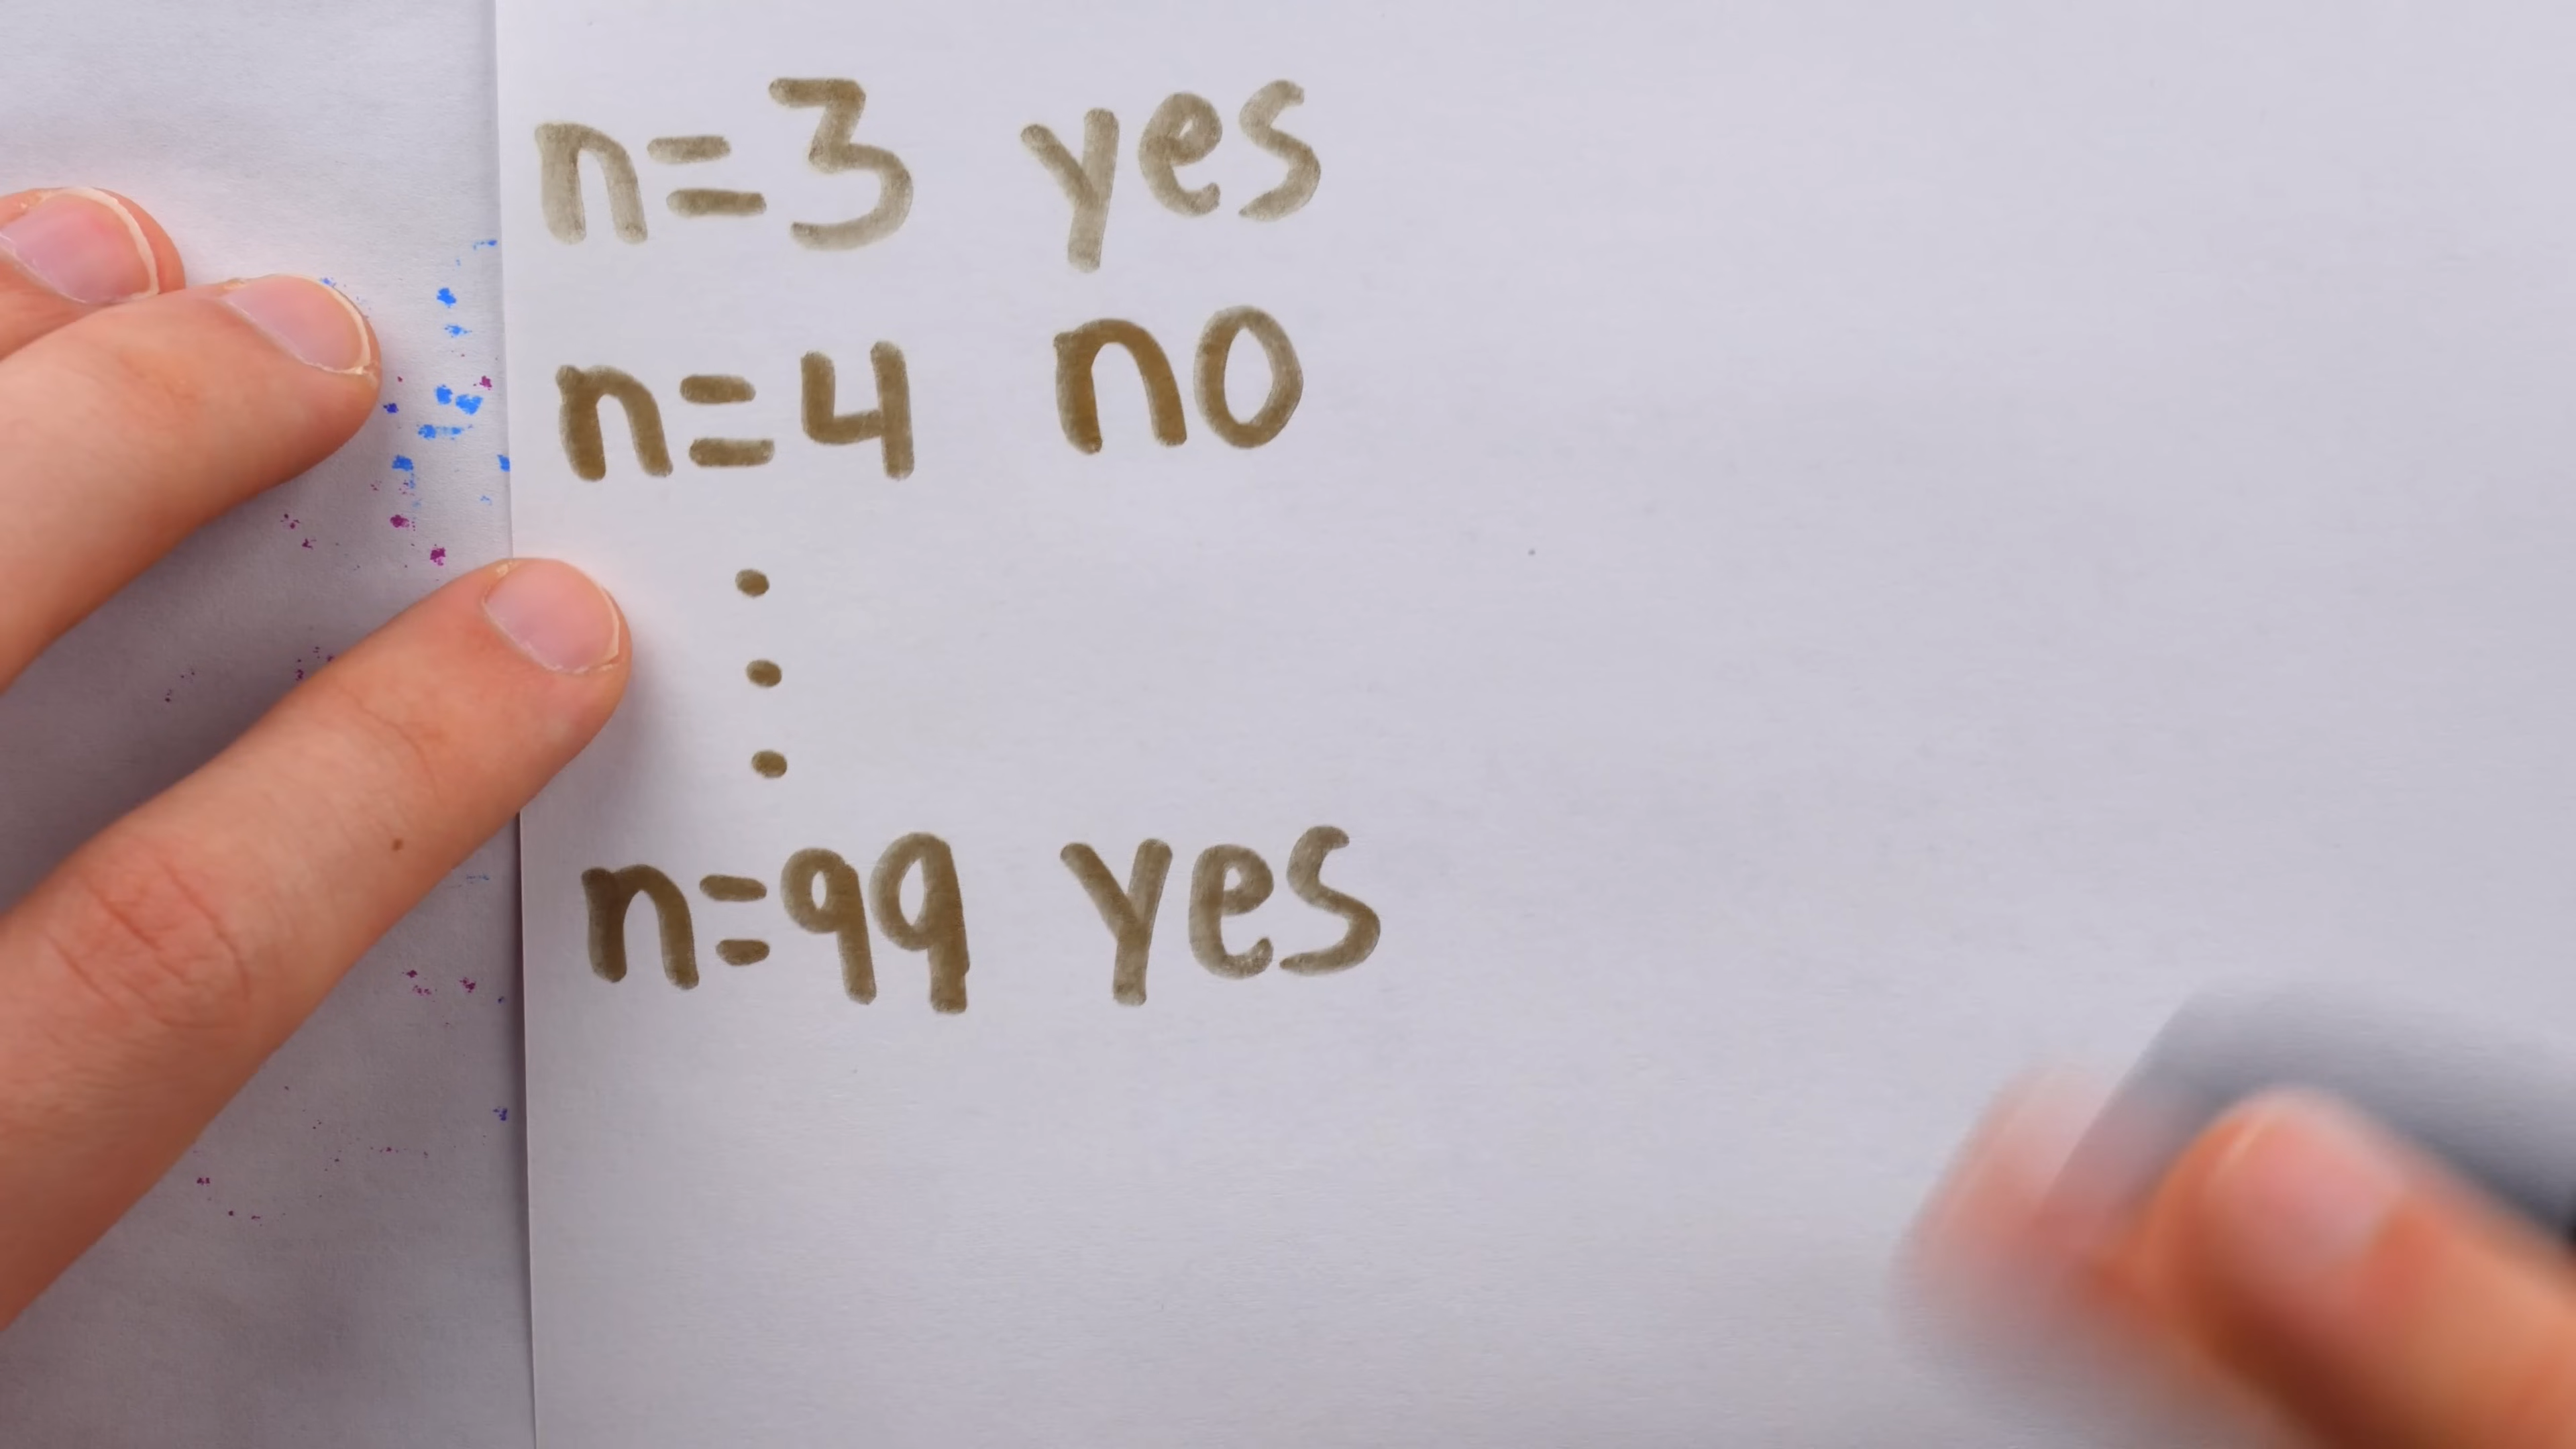 n=3 yes
n=4 no
.
.
.
n=99 yes